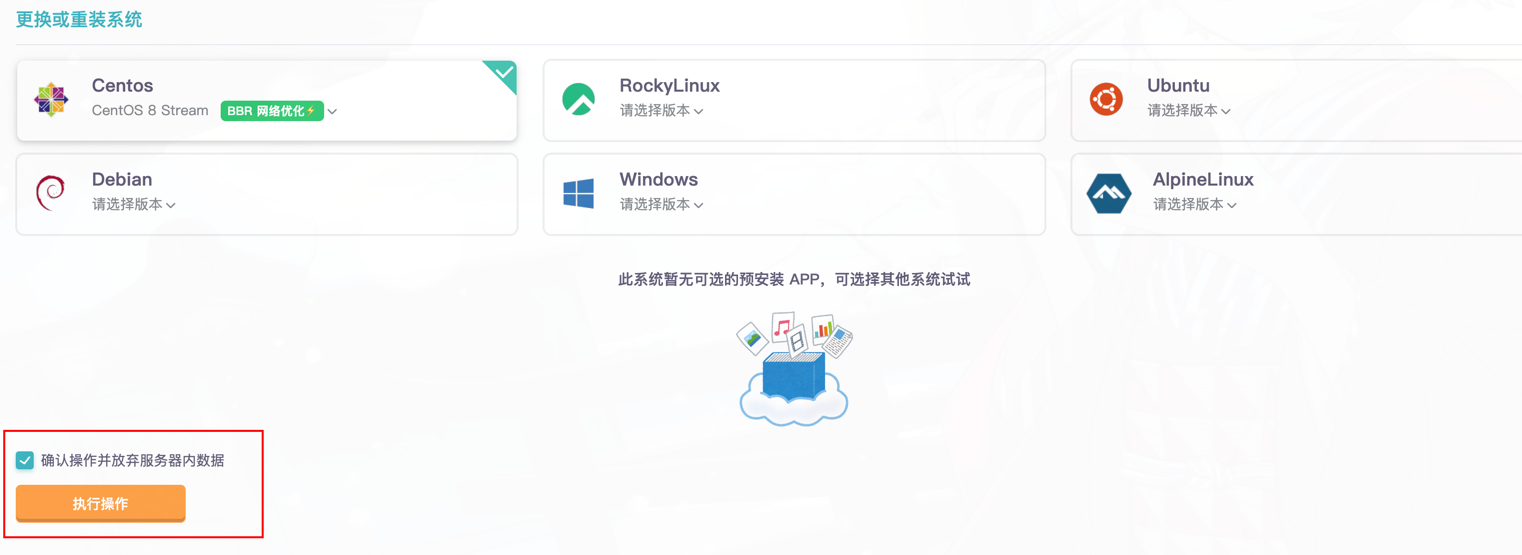 更换或重装系统
Centos
CentOS 8 Stream BBR 网络优化⚡
RockyLinux
请选择版本
Ubuntu
请选择版本
Debian
请选择版本
Windows
请选择版本
AlpineLinux
请选择版本
此系统暂无可选的预安装 APP，可选择其他系统试试
确认操作并放弃服务器内数据
执行操作